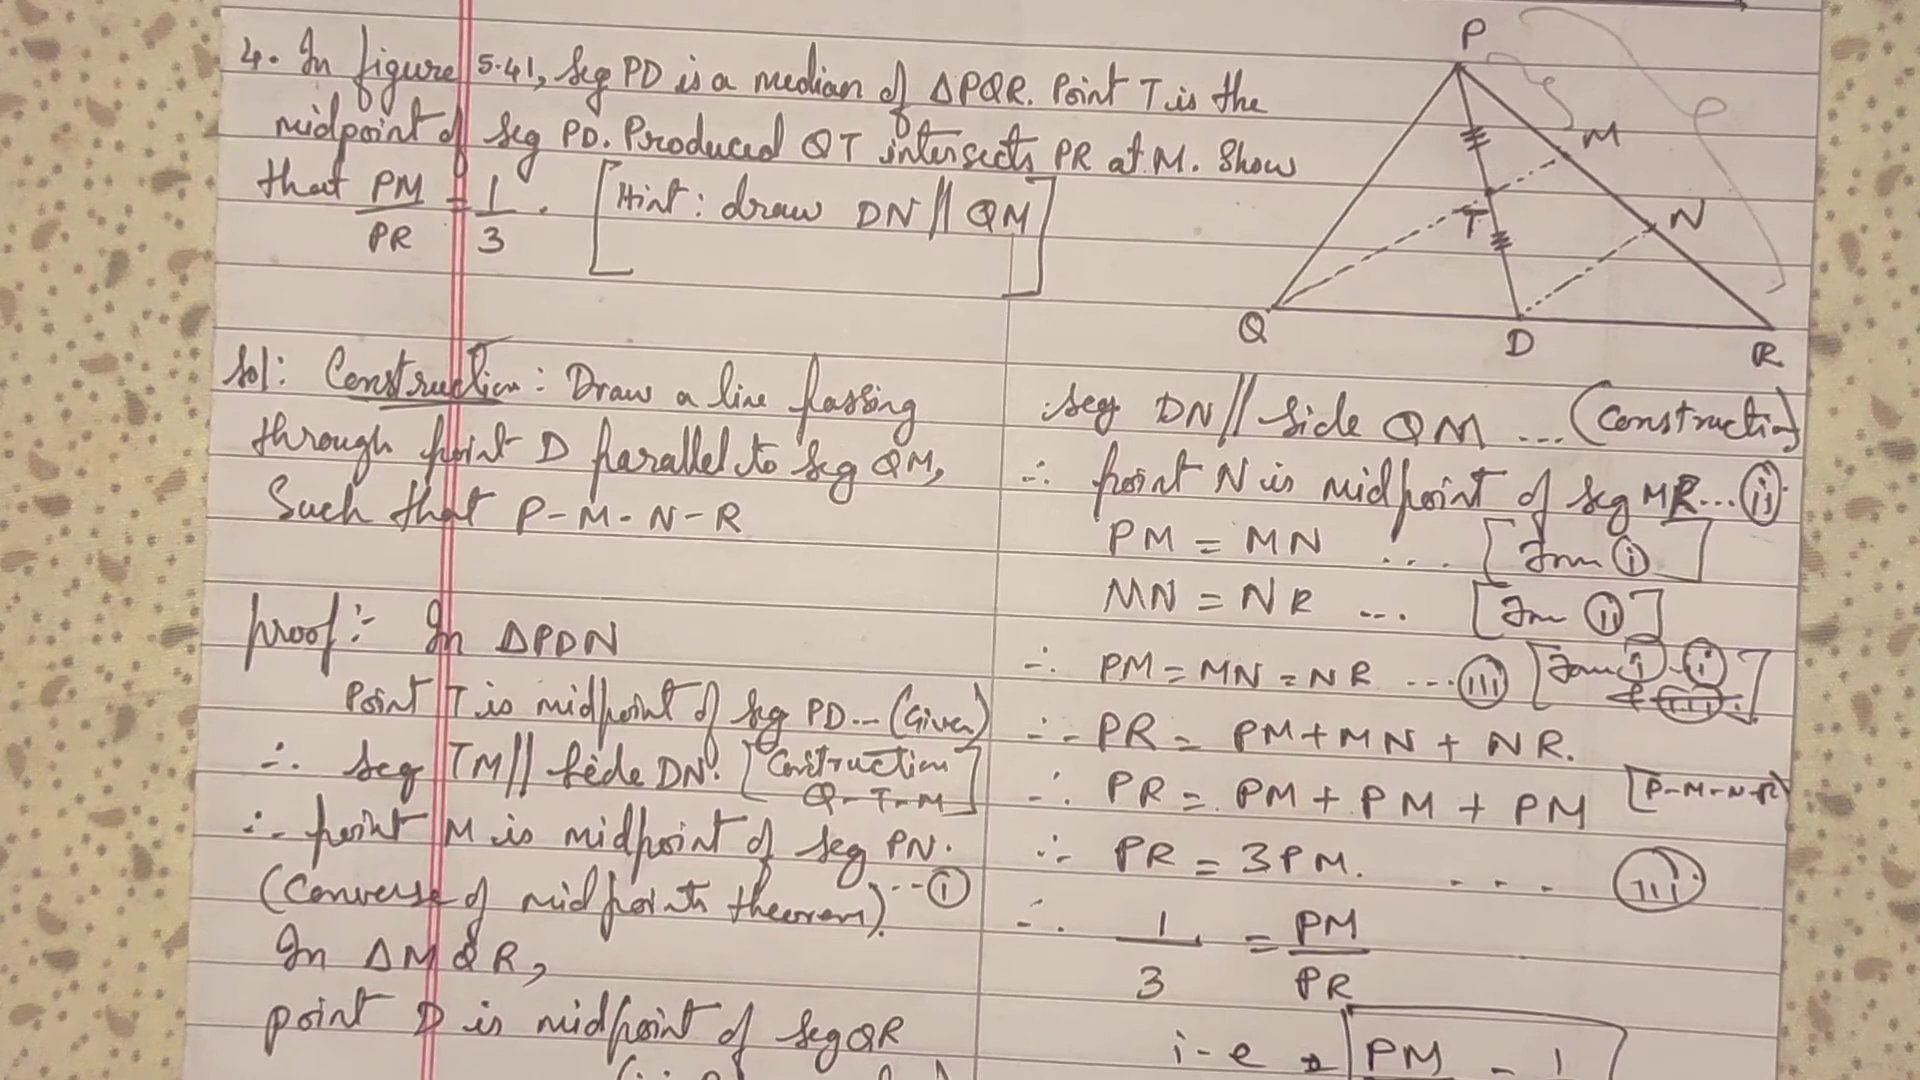 4. In figure 5.41, Seg PD is a median of ΔPQR. Point T is the
midpoint of seg PD. Produced QT intersects PR at M. Show
that PM/PR = 1/3. [Hint: draw DN || QM]
P
M
N
T
Q
D
R
Sol: Construction: Draw a line passing
through point D parallel to seg QM,
Such that P-M-N-R
proof:- In ΔPDN
Point T is midpoint of seg PD... (Given)
∴ seg TM || side DN. [Construction Q-T-M]
∴ point M is midpoint of seg PN.
(Converse of midpoint theorem) ...(i)
In ΔMQR,
point D is midpoint of seg QR
seg DN || side QM ... (Construction)
∴ point N is midpoint of seg MR... (ii)
PM = MN .... [From (i)]
MN = NR .... [From (ii)]
∴ PM = MN = NR ....(iii)
∴ PR = PM + MN + NR.
∴ PR = PM + PM + PM [P-M-N-R]
∴ PR = 3PM. .... (iii)
∴ 1/3 = PM/PR
i-e PM = 1